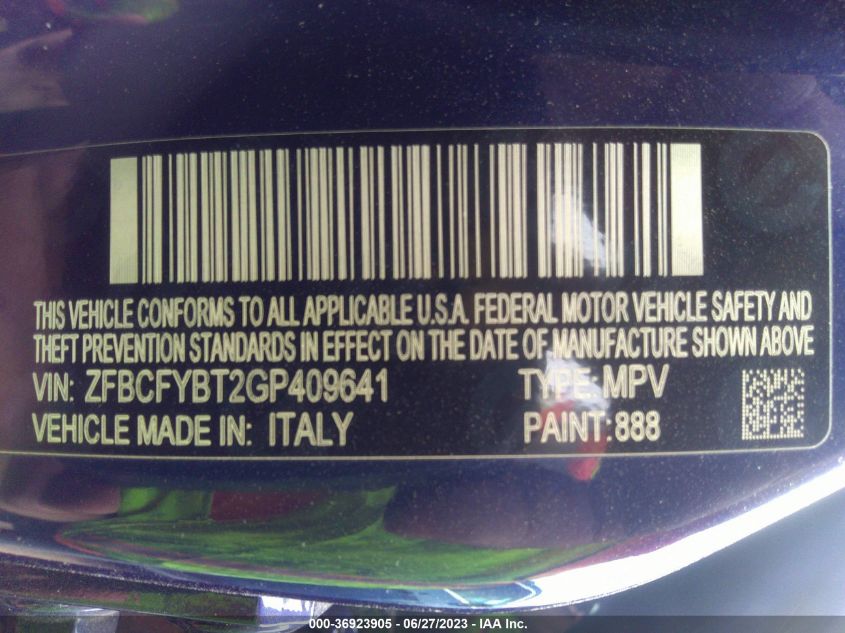 THIS VEHICLE CONFORMS TO ALL APPLICABLE U.S.A. FEDERAL MOTOR VEHICLE SAFETY AND
THEFT PREVENTION STANDARDS IN EFFECT ON THE DATE OF MANUFACTURE SHOWN ABOVE
VIN: ZFBCFYBT2GP409641 TYPE: MPV
VEHICLE MADE IN: ITALY PAINT: 888
000-36923905 - 06/27/2023 - IAA Inc.